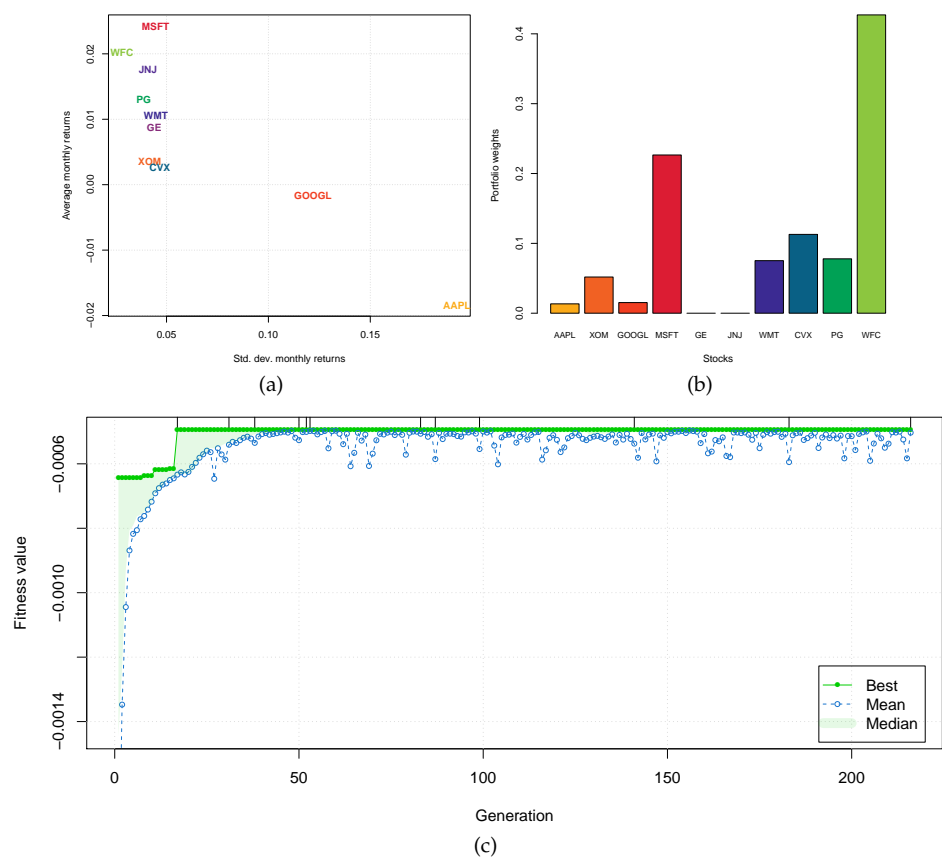 MSFT
WFC
JNJ
PG
WMT
GE
XOM
CVX
GOOGL
AAPL
0.02
0.01
0.00
−0.01
−0.02
Average monthly returns
0.05 0.10 0.15
Std. dev. monthly returns
(a)
0.4
0.3
0.2
0.1
0.0
Portfolio weights
AAPL XOM GOOGL MSFT GE JNJ WMT CVX PG WFC
Stocks
(b)
−0.0006
−0.0010
−0.0014
Fitness value
Best
Mean
Median
0 50 100 150 200
Generation
(c)